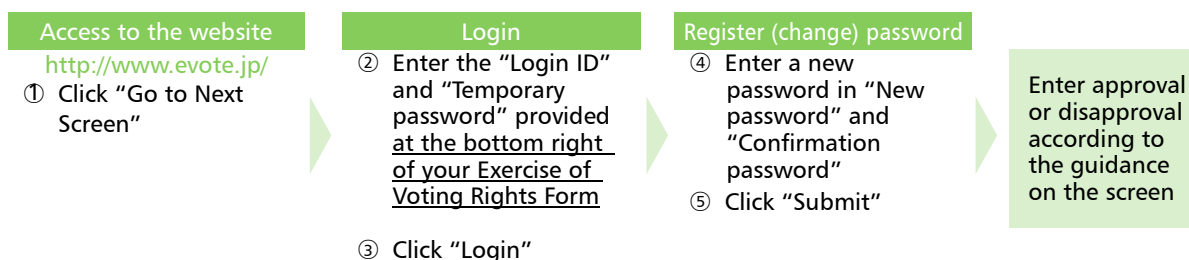 Access to the website
http://www.evote.jp/
① Click “Go to Next
Screen”
Login
② Enter the “Login ID”
and “Temporary
password” provided
at the bottom right
of your Exercise of
Voting Rights Form
③ Click “Login”
Register (change) password
④ Enter a new
password in “New
password” and
“Confirmation
password”
⑤ Click “Submit”
Enter approval
or disapproval
according to
the guidance
on the screen